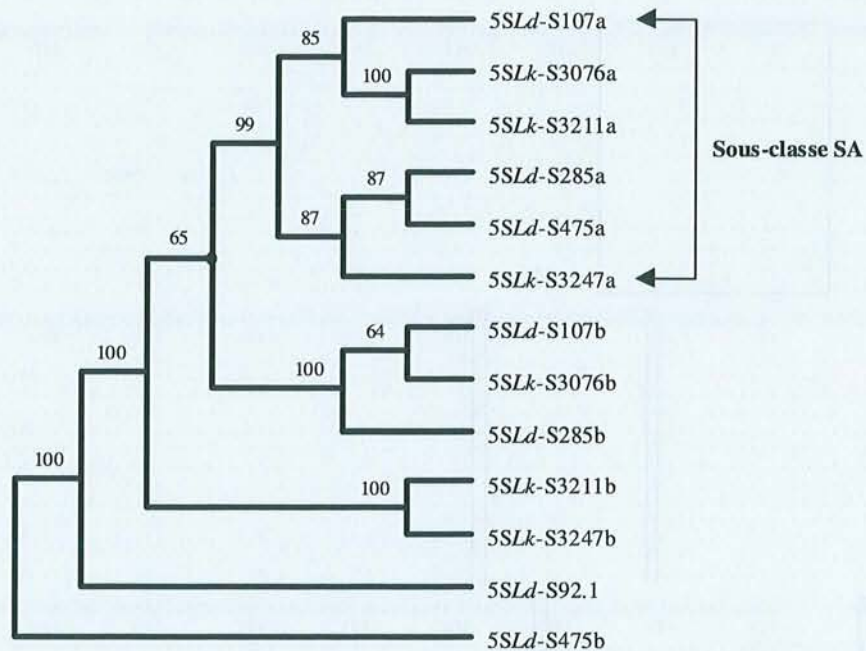 5SLd-S107a
85
5SLk-S3076a
100
99
5SLk-S3211a
Sous-classe SA
5SLd-S285a
87
87
5SLd-S475a
65
5SLk-S3247a
5SLd-S107b
64
100
5SLk-S3076b
100
5SLd-S285b
100
5SLk-S3211b
100
5SLk-S3247b
5SLd-S92.1
5SLd-S475b